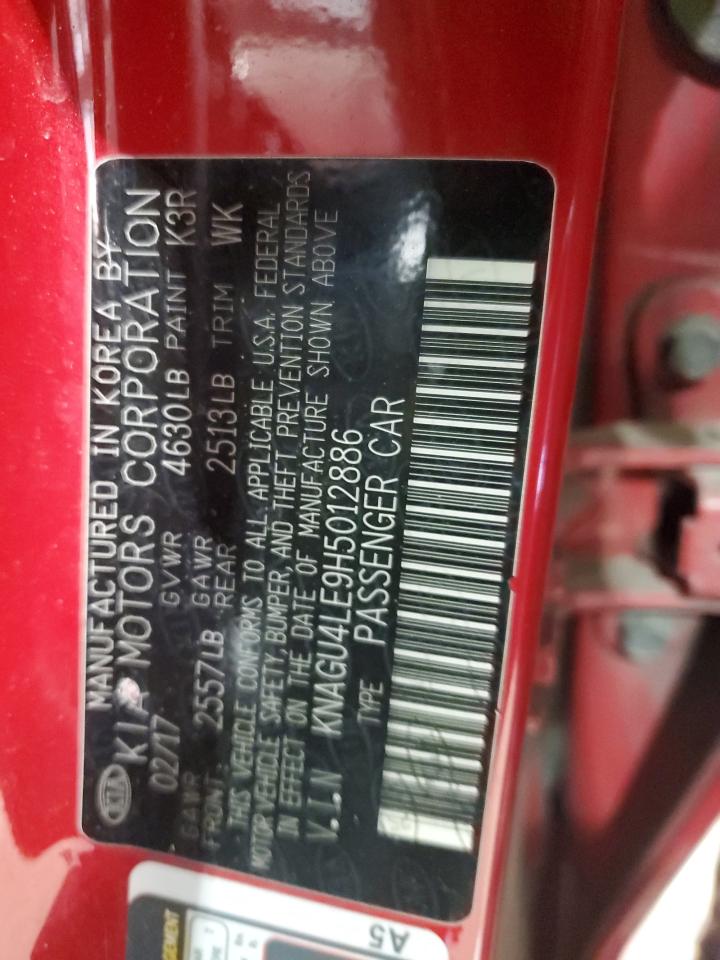 MANUFACTURED IN KOREA BY
KIA KIA MOTORS CORPORATION
02/17 GVWR 4630LB PAINT K3R
GAWR FRONT: 2557LB GAWR REAR 2513LB TRIM WK
THIS VEHICLE CONFORMS TO ALL APPLICABLE U.S.A. FEDERAL
MOTOR VEHICLE SAFETY, BUMPER, AND THEFT PREVENTION STANDARDS
IN EFFECT ON THE DATE OF MANUFACTURE SHOWN ABOVE
V.I.N KNAGU4LE9H5012886
TYPE PASSENGER CAR
A5